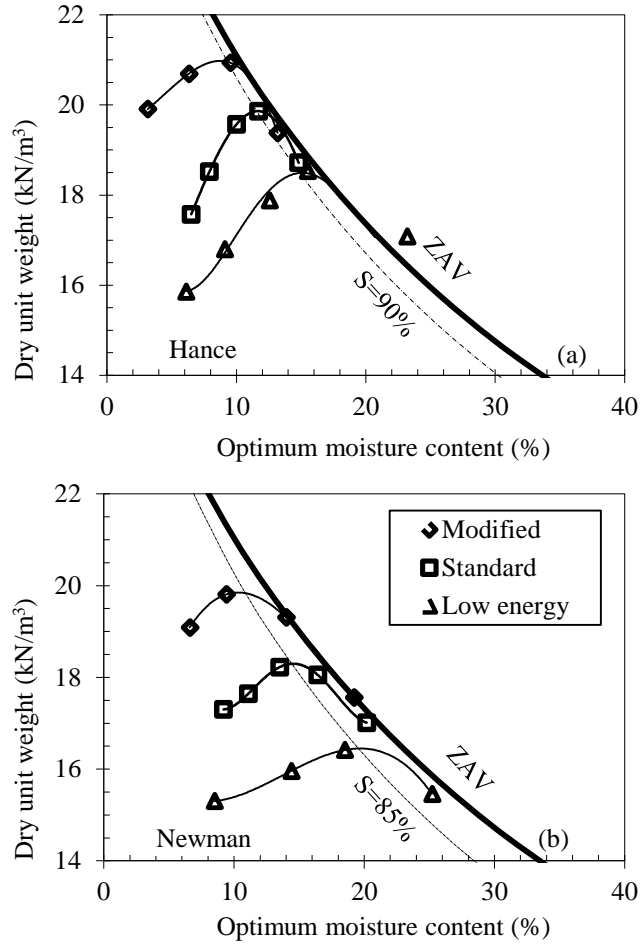 22
20
18
16
14
Dry unit weight (kN/m³)
ZAV
S=90%
Hance
(a)
0
10
20
30
40
Optimum moisture content (%)
22
20
18
16
14
Dry unit weight (kN/m³)
Modified
Standard
Low energy
ZAV
S=85%
Newman
(b)
0
10
20
30
40
Optimum moisture content (%)